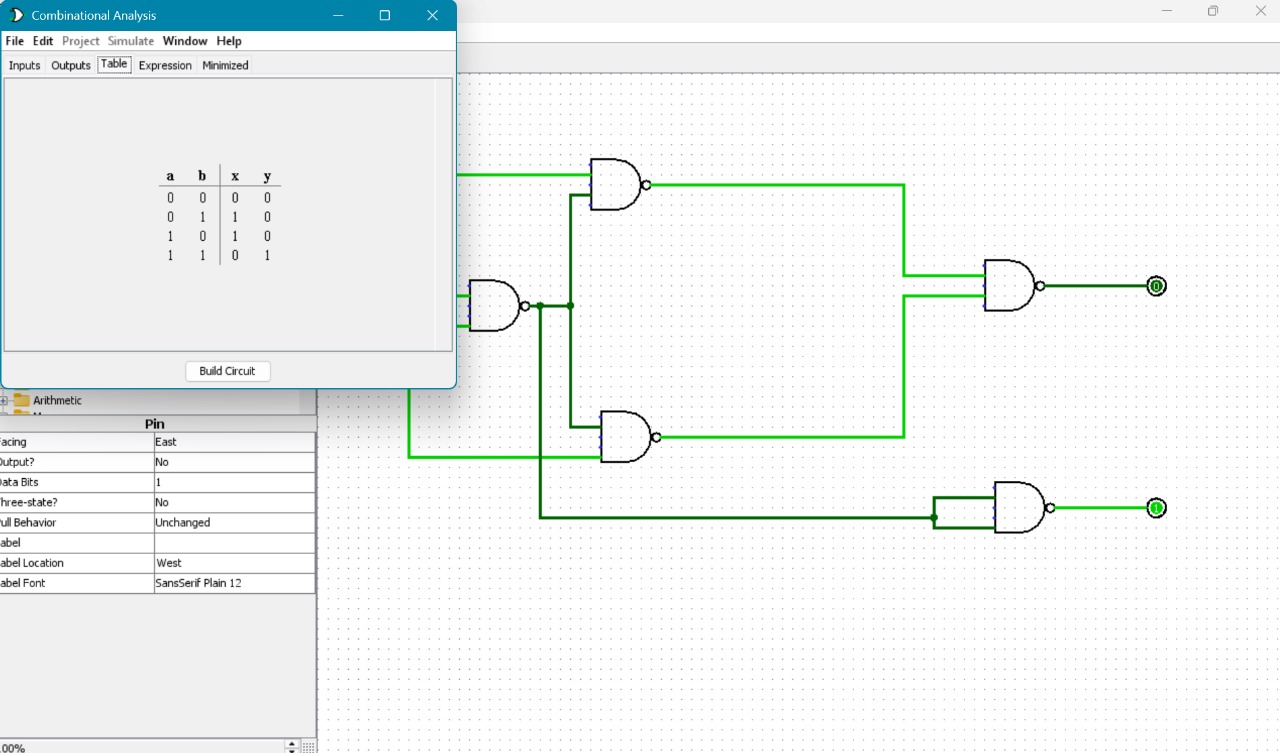 Combinational Analysis
File Edit Project Simulate Window Help
Inputs Outputs Table Expression Minimized
a b x y
0 0 0 0
0 1 1 0
1 0 1 0
1 1 0 1
Build Circuit
Arithmetic
Pin
acing East
utput? No
ata Bits 1
hree-state? No
ull Behavior Unchanged
abel
abel Location West
abel Font SansSerif Plain 12
00%
0
1